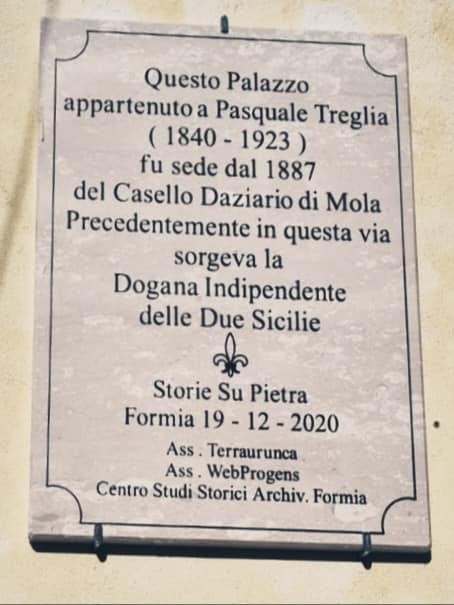 Questo Palazzo
appartenuto a Pasquale Treglia
( 1840 - 1923 )
fu sede dal 1887
del Casello Daziario di Mola
Precedentemente in questa via
sorgeva la
Dogana Indipendente
delle Due Sicilie
Storie Su Pietra
Formia 19 - 12 - 2020
Ass . Terraurunca
Ass . WebProgens
Centro Studi Storici Archiv. Formia